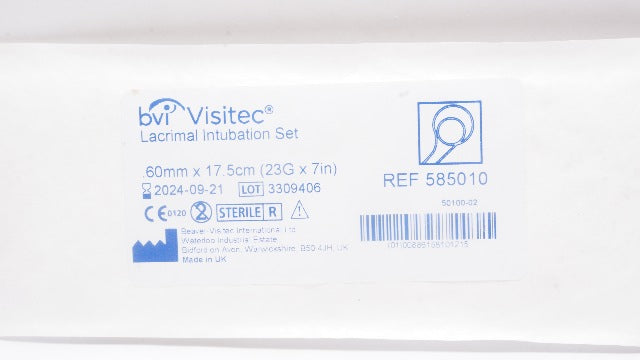 bvi Visitec®
Lacrimal Intubation Set
.60mm x 17.5cm (23G x 7in)
2024-09-21 LOT 3309406
CE 0120 2 STERILE R
Beaver-Visitec International, Ltd
Waterloo Industrial Estate
Bidford-on-Avon, Warwickshire, B50 4JH, UK
Made in UK
REF 585010
50100-02